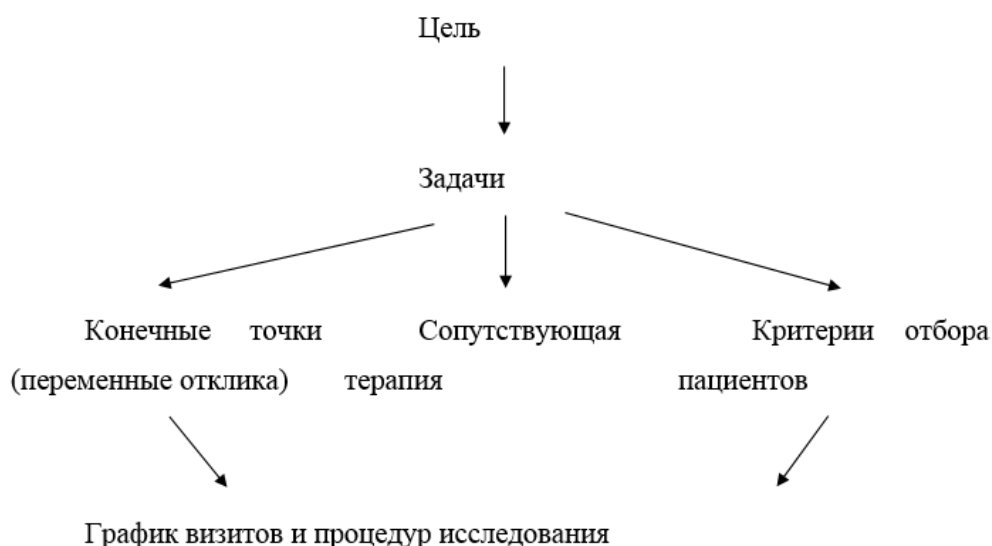 Цель
Задачи
Конечные точки Сопутствующая Критерии отбора
(переменные отклика) терапия пациентов
График визитов и процедур исследования